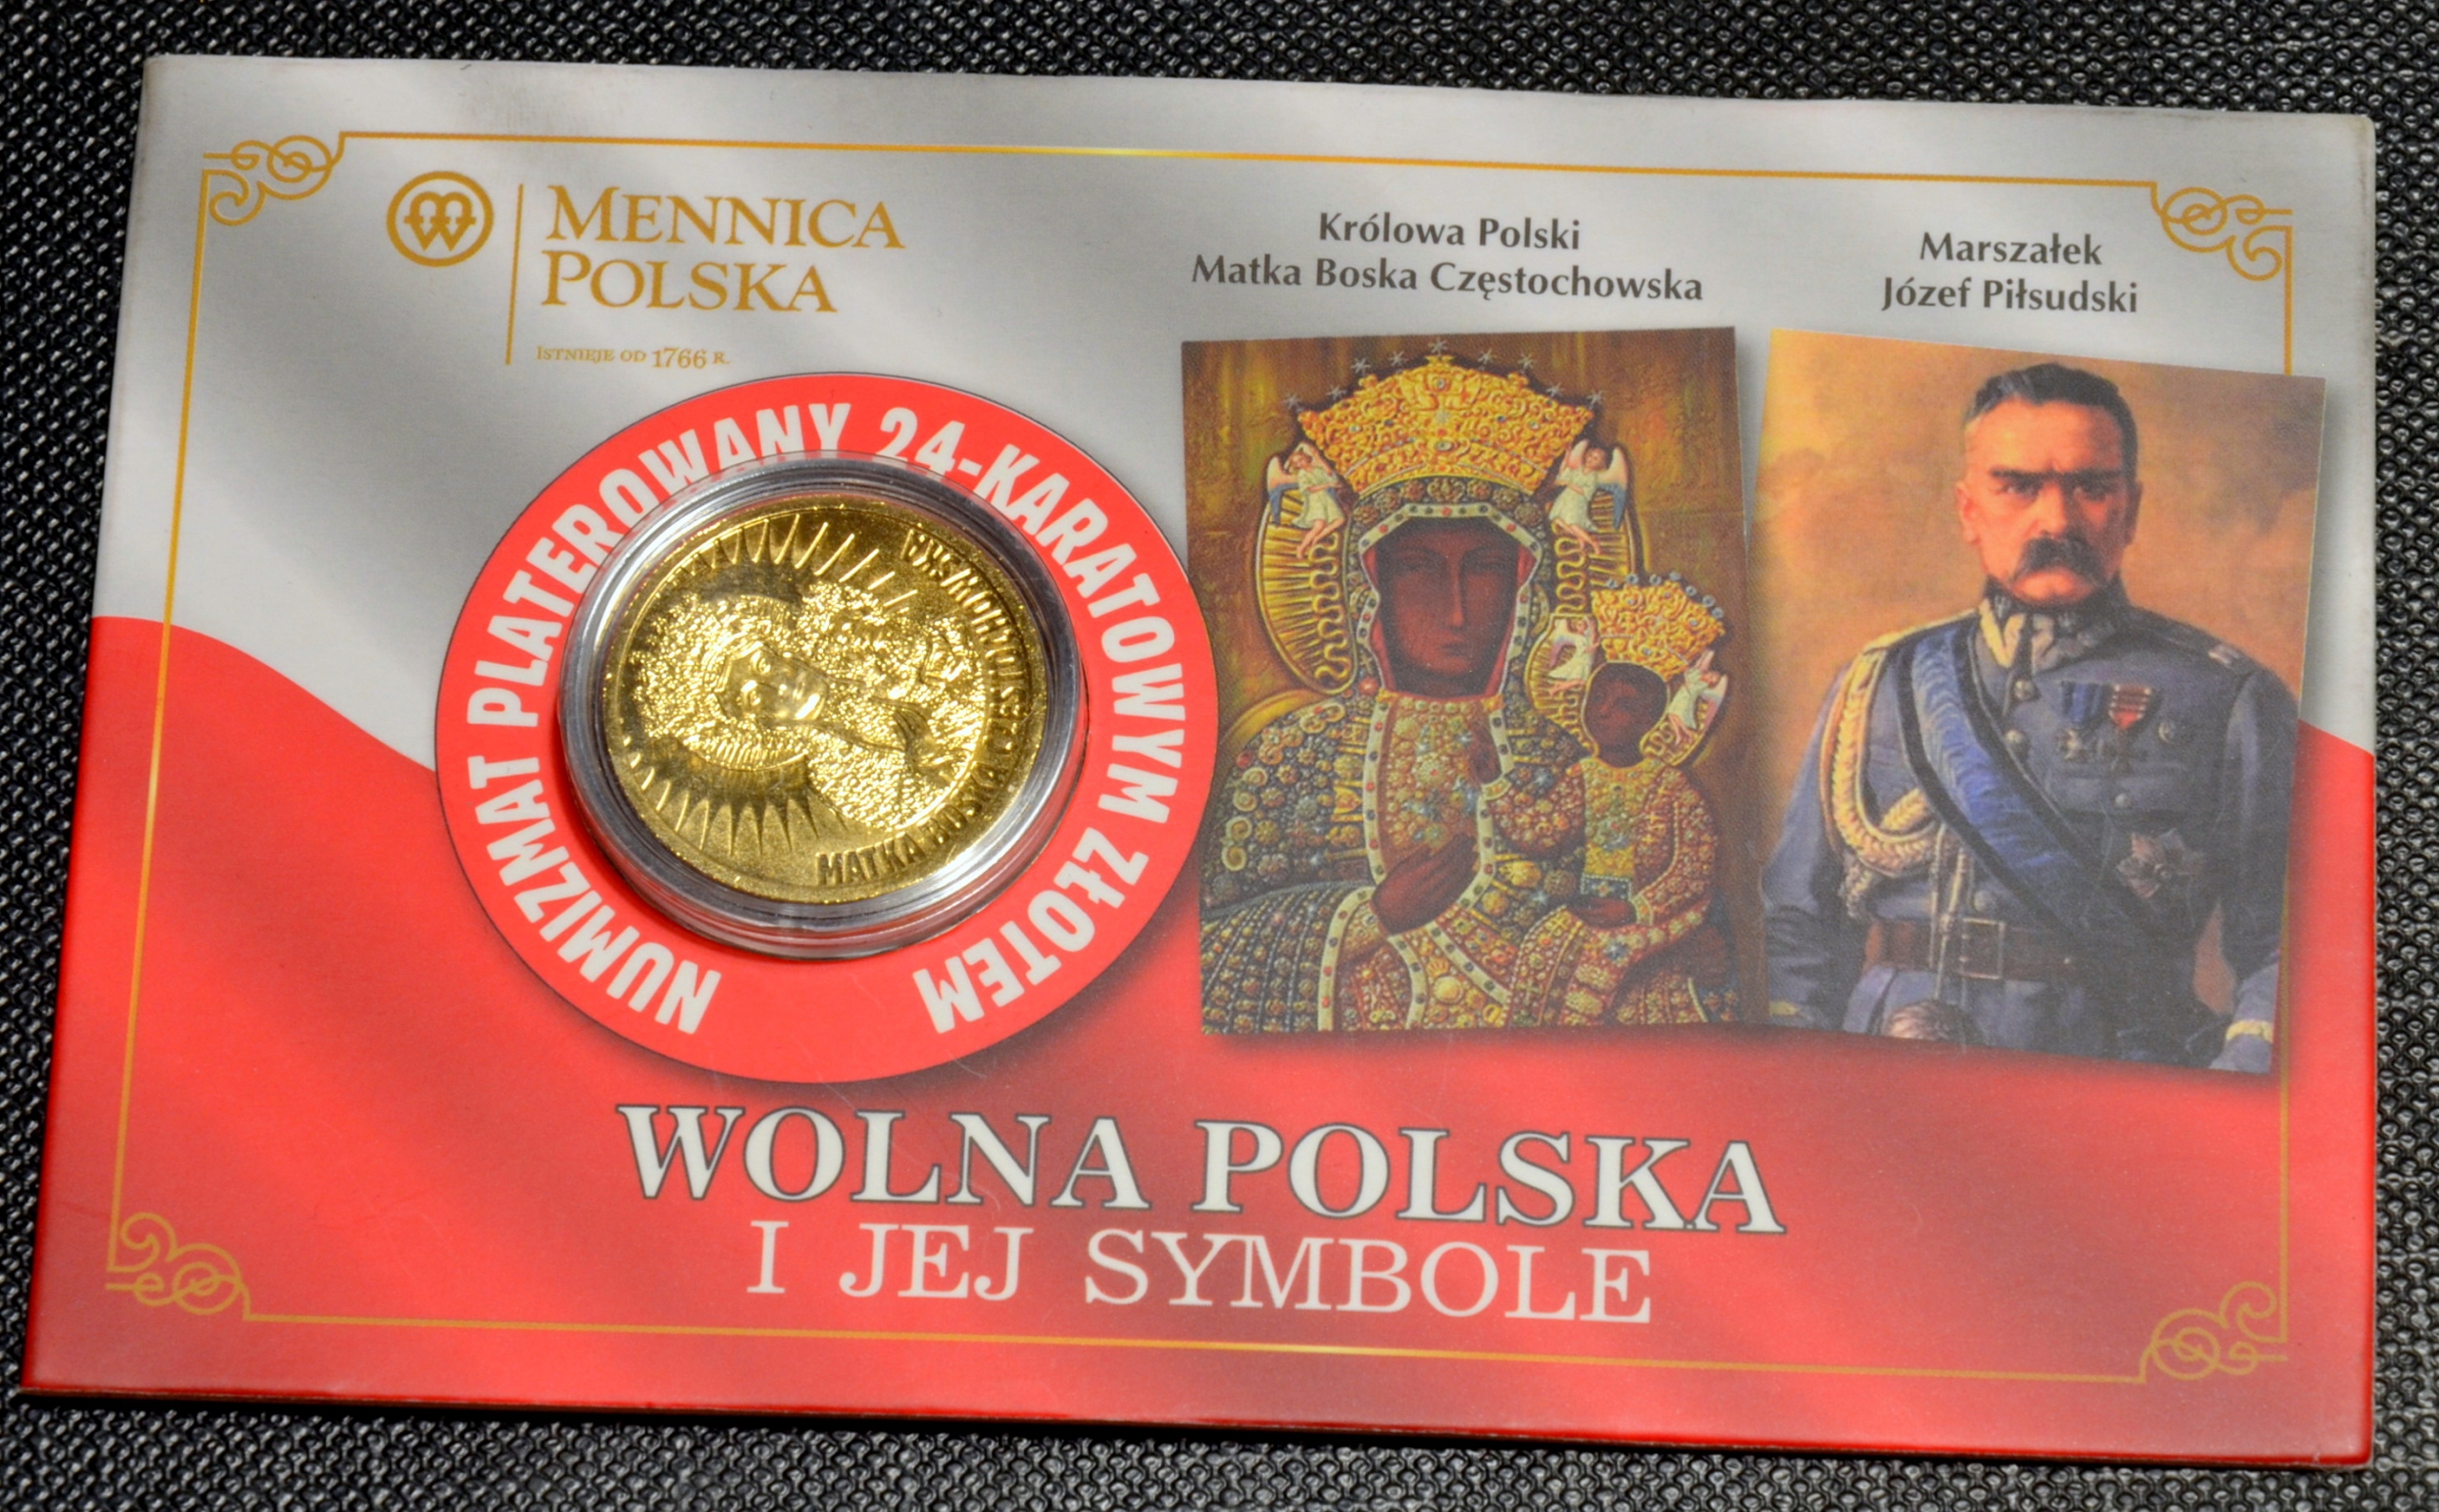 MENNICA
POLSKA
ISTNIEJE OD 1766 R.
Królowa Polski
Matka Boska Częstochowska
Marszałek
Józef Piłsudski
NUMIZMAT PLATEROWANY 24-KARATOWYM ZŁOTEM
MATKA BOSKA CZĘSTOCHOWSKA
WOLNA POLSKA
I JEJ SYMBOLE